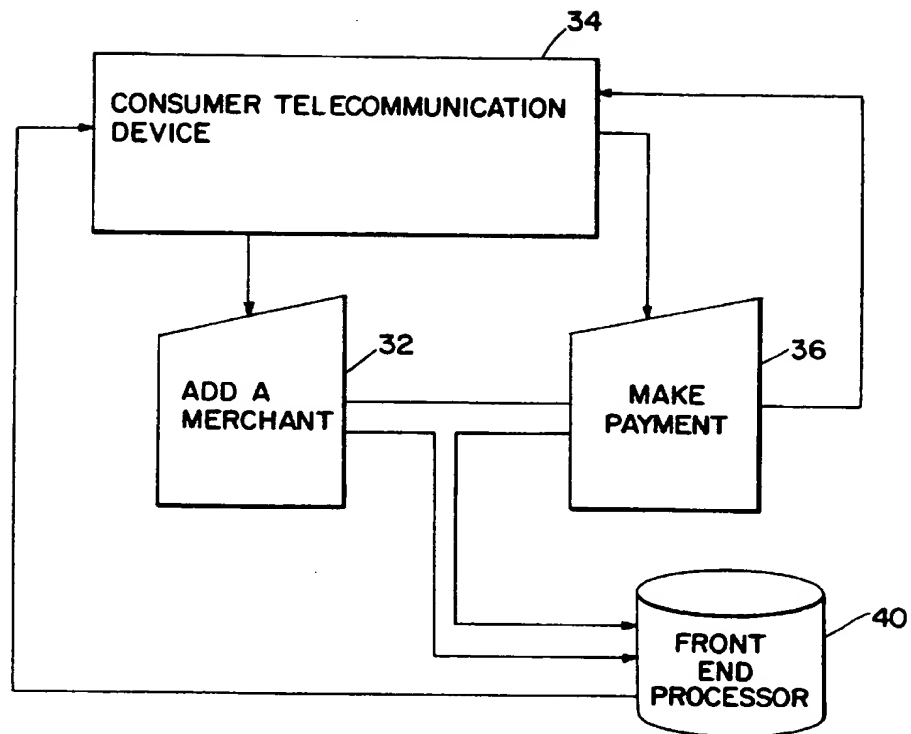 34
CONSUMER TELECOMMUNICATION
DEVICE
32
ADD A
MERCHANT
36
MAKE
PAYMENT
40
FRONT
END
PROCESSOR